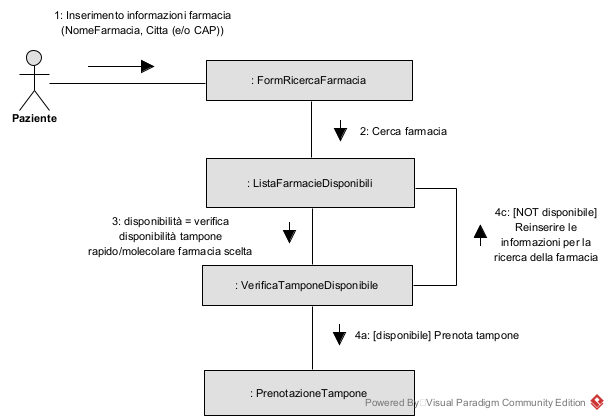 1: Inserimento informazioni farmacia
(NomeFarmacia, Citta (e/o CAP))
Paziente
: FormRicercaFarmacia
2: Cerca farmacia
: ListaFarmacieDisponibili
3: disponibilità = verifica
disponibilità tampone
rapido/molecolare farmacia scelta
4c: [NOT disponibile]
Reinserire le
informazioni per la
ricerca della farmacia
: VerificaTamponeDisponibile
4a: [disponibile] Prenota tampone
: PrenotazioneTampone
Powered By Visual Paradigm Community Edition